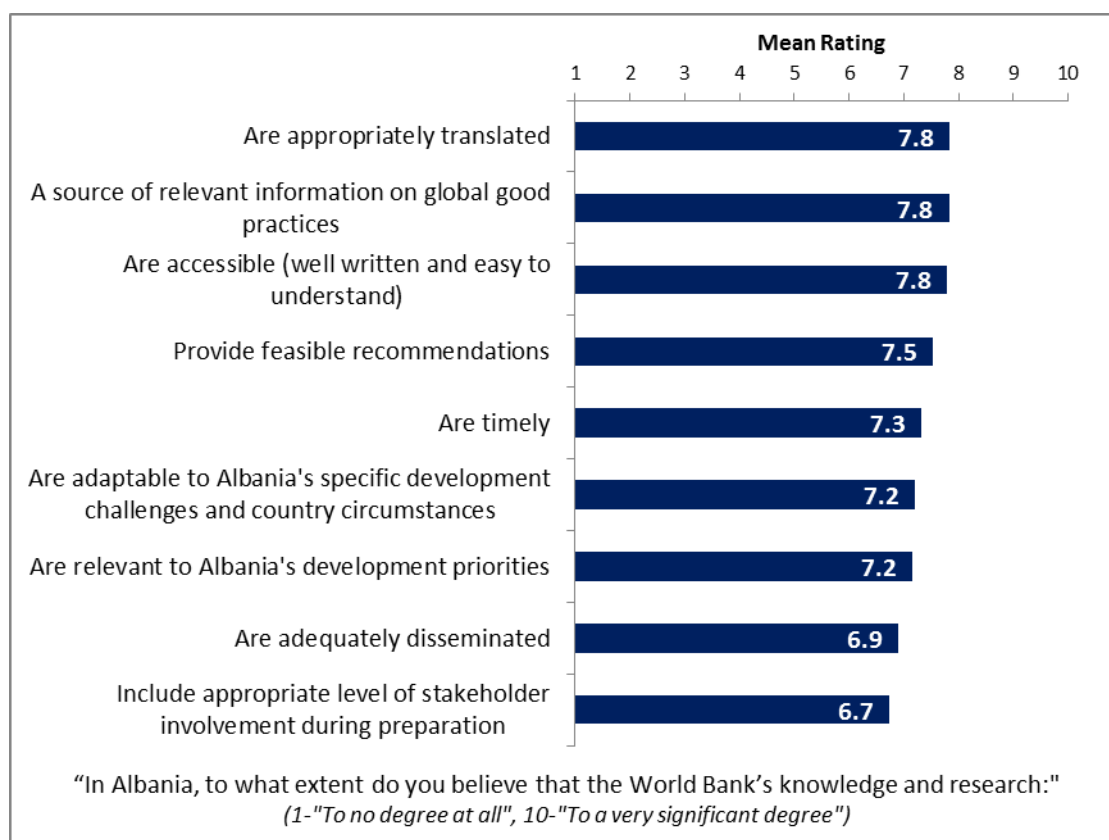 Mean Rating
1 2 3 4 5 6 7 8 9 10
Are appropriately translated
7.8
A source of relevant information on global good
practices
7.8
Are accessible (well written and easy to
understand)
7.8
Provide feasible recommendations
7.5
Are timely
7.3
Are adaptable to Albania's specific development
challenges and country circumstances
7.2
Are relevant to Albania's development priorities
7.2
Are adequately disseminated
6.9
Include appropriate level of stakeholder
involvement during preparation
6.7
“In Albania, to what extent do you believe that the World Bank’s knowledge and research:"
(1-"To no degree at all", 10-"To a very significant degree")